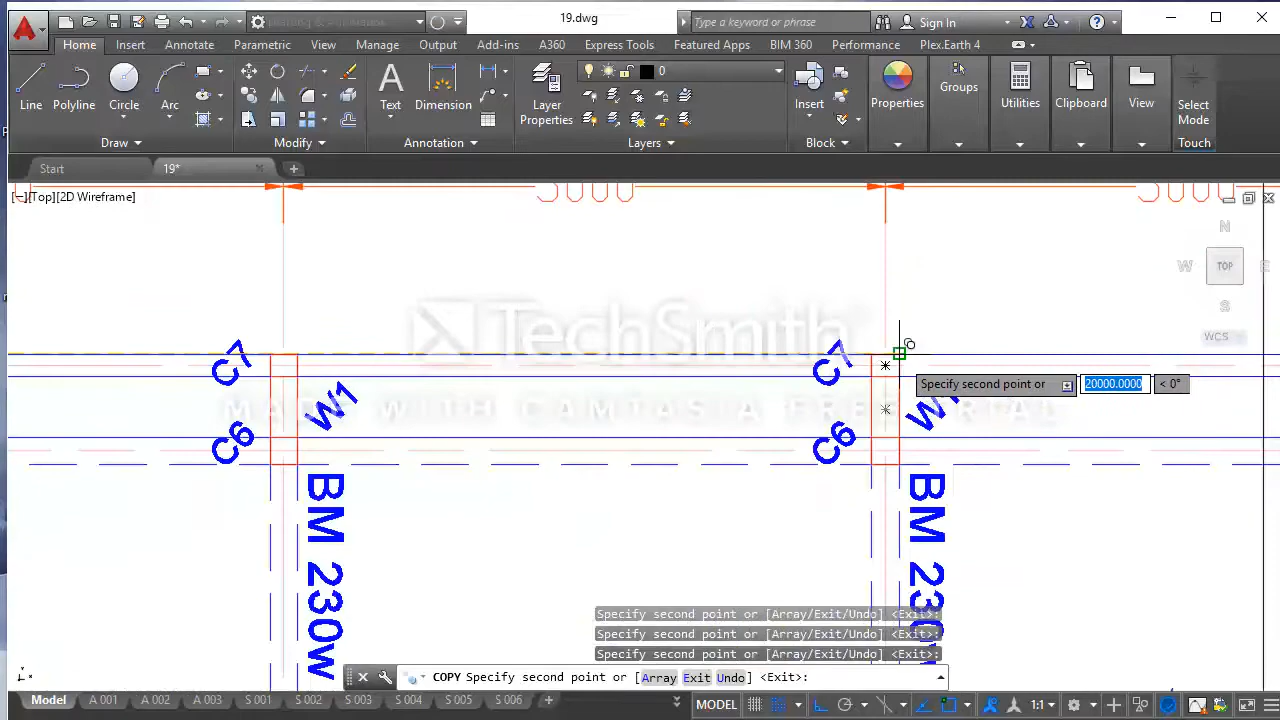 19.dwg
Type a keyword or phrase
Sign In
Home Insert Annotate Parametric View Manage Output Add-ins A360 Express Tools Featured Apps BIM 360 Performance Plex.Earth 4
0
Line Polyline Circle Arc Text Dimension Layer Properties Insert Properties Groups Utilities Clipboard View Select Mode
Draw Modify Annotation Layers Block Touch
Start 19*
[−][Top][2D Wireframe]
N
W TOP E
S
WCS
TechSmith
MADE WITH CAMTASIA FREE TRIAL
C7 C7
W1
C6 C6
BM 230w BM 230w
Specify second point or 20000.0000 < 0°
Specify second point or [Array/Exit/Undo] <Exit>:
Specify second point or [Array/Exit/Undo] <Exit>:
Specify second point or [Array/Exit/Undo] <Exit>:
COPY Specify second point or [Array Exit Undo] <Exit>:
Model A 001 A 002 A 003 S 001 S 002 S 003 S 004 S 005 S 006
MODEL 1:1